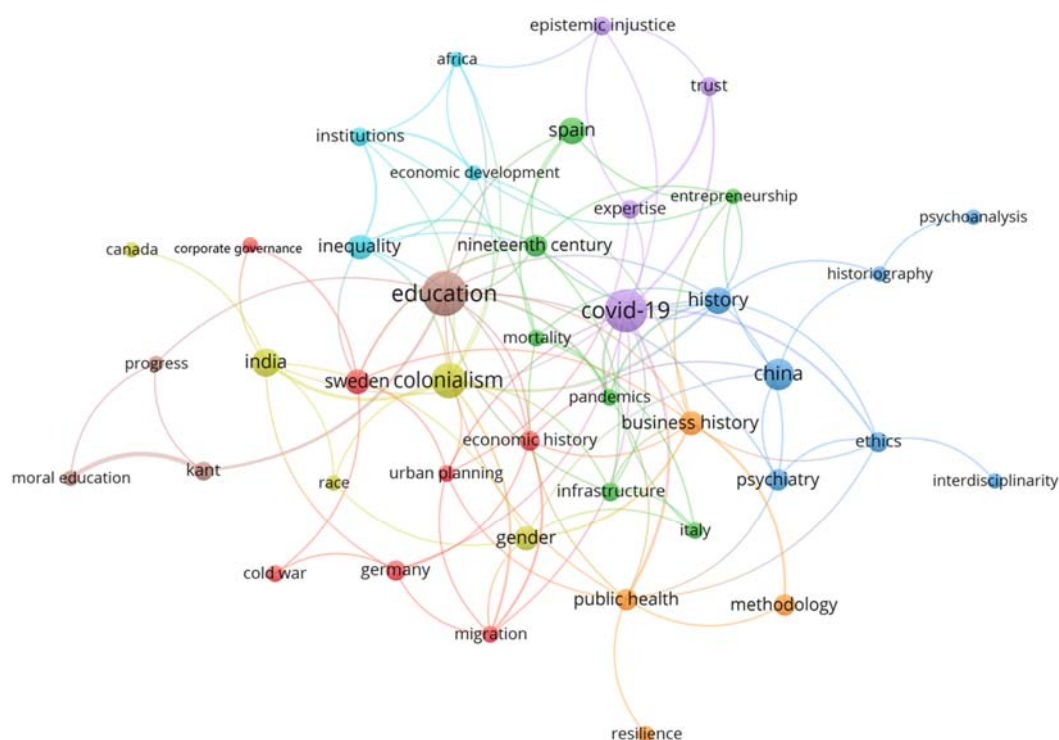 epistemic injustice
africa
trust
spain
institutions
economic development
entrepreneurship
expertise
psychoanalysis
canada
corporate governance
inequality
nineteenth century
historiography
education
covid-19
history
mortality
progress
india
sweden
colonialism
china
pandemics
business history
economic history
ethics
moral education
kant
race
urban planning
infrastructure
psychiatry
interdisciplinarity
italy
gender
cold war
germany
public health
methodology
migration
resilience